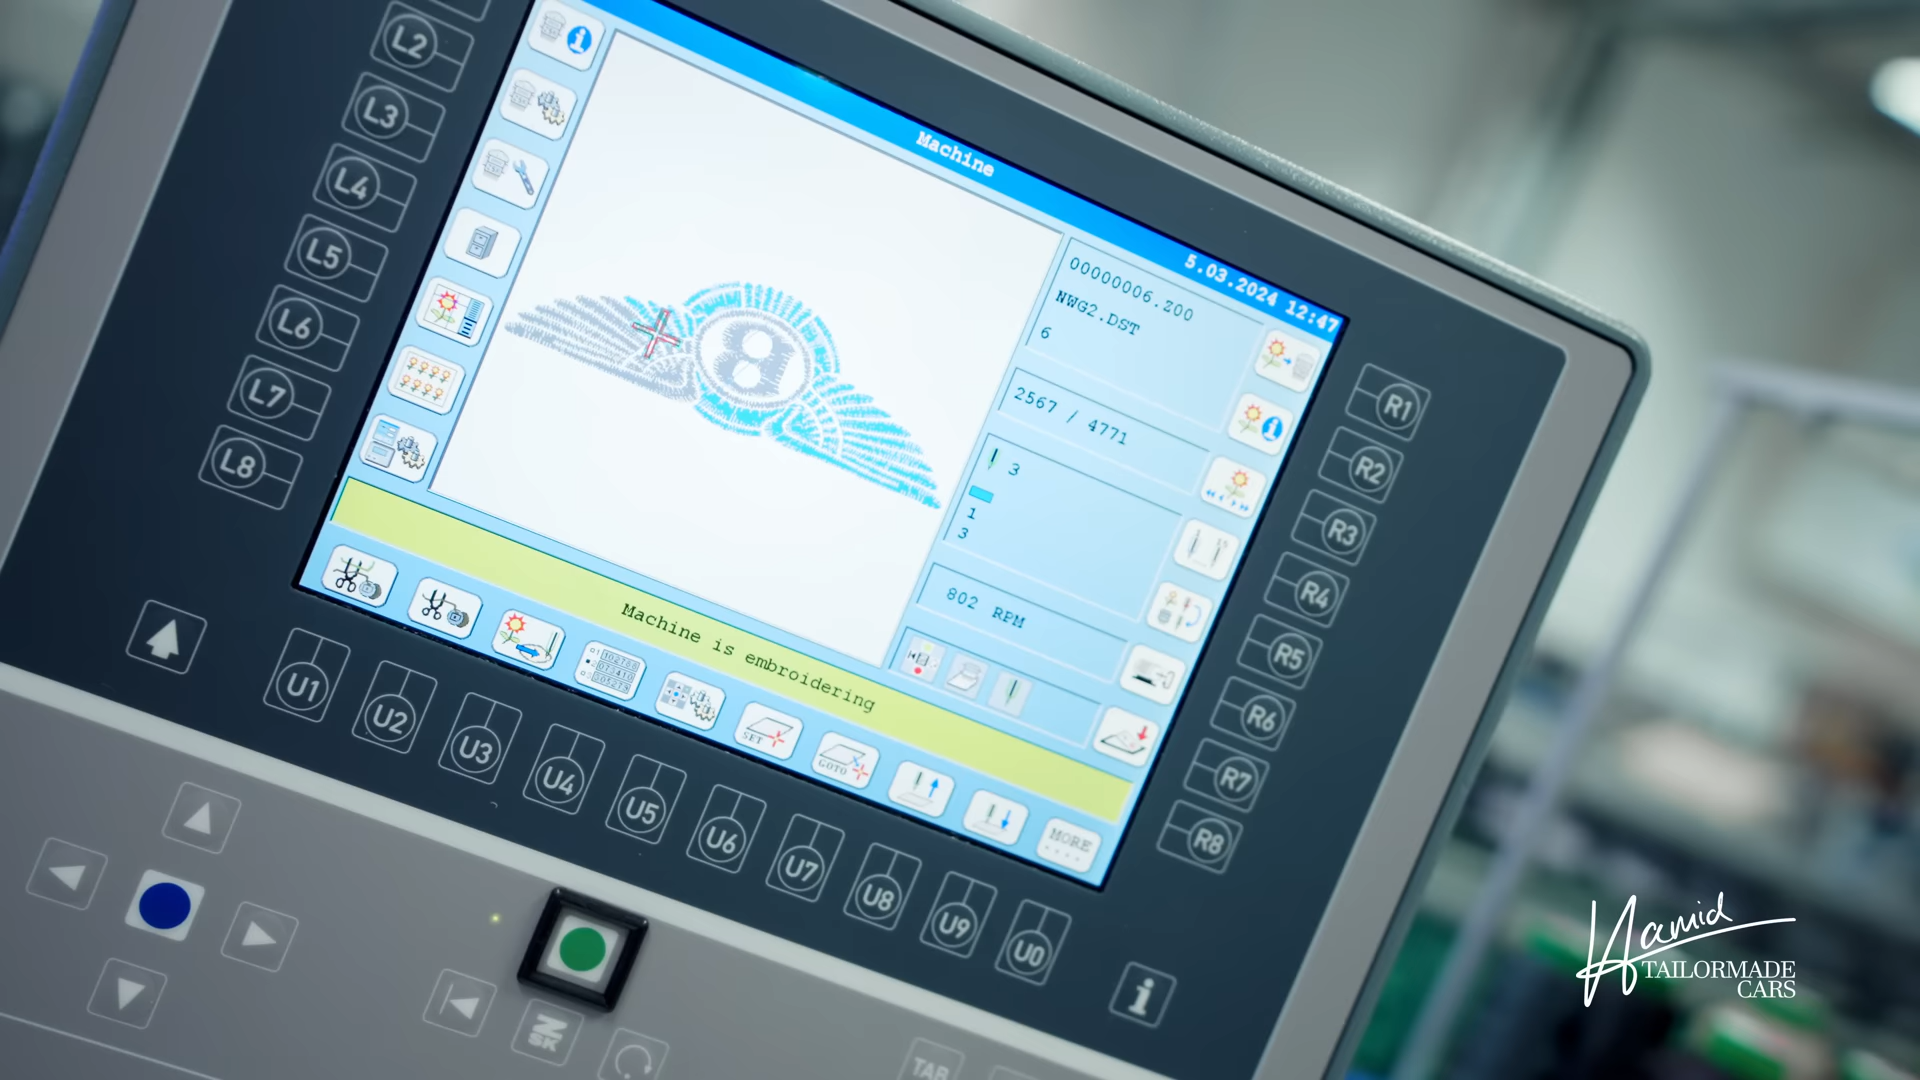 Machine
5.03.2024 12:47
00000006.Z00
NWG2.DST
6
2567 / 4771
3
1
3
802 RPM
Machine is embroidering
SET
GOTO
MORE
....
L2
L3
L4
L5
L6
L7
L8
R1
R2
R3
R4
R5
R6
R7
R8
U1
U2
U3
U4
U5
U6
U7
U8
U9
U0
i
B
ZSK
TAB
Hamid
TAILORMADE
CARS